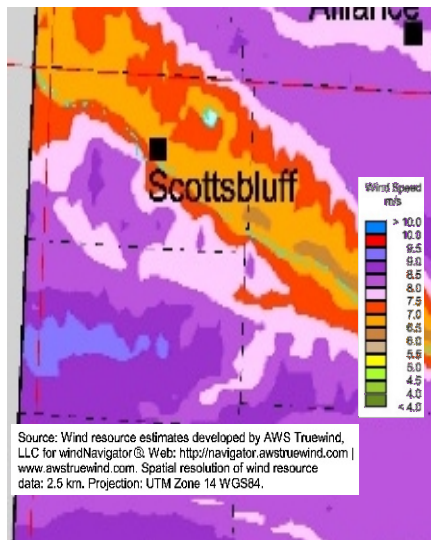 Alliance
Scottsbluff
Wind Speed
m/s
> 10.0
10.0
9.5
9.0
8.5
8.0
7.5
7.0
6.5
6.0
5.5
5.0
4.5
4.0
< 4.0
Source: Wind resource estimates developed by AWS Truewind,
LLC for windNavigator®. Web: http://navigator.awstruewind.com |
www.awstruewind.com. Spatial resolution of wind resource
data: 2.5 km. Projection: UTM Zone 14 WGS84.